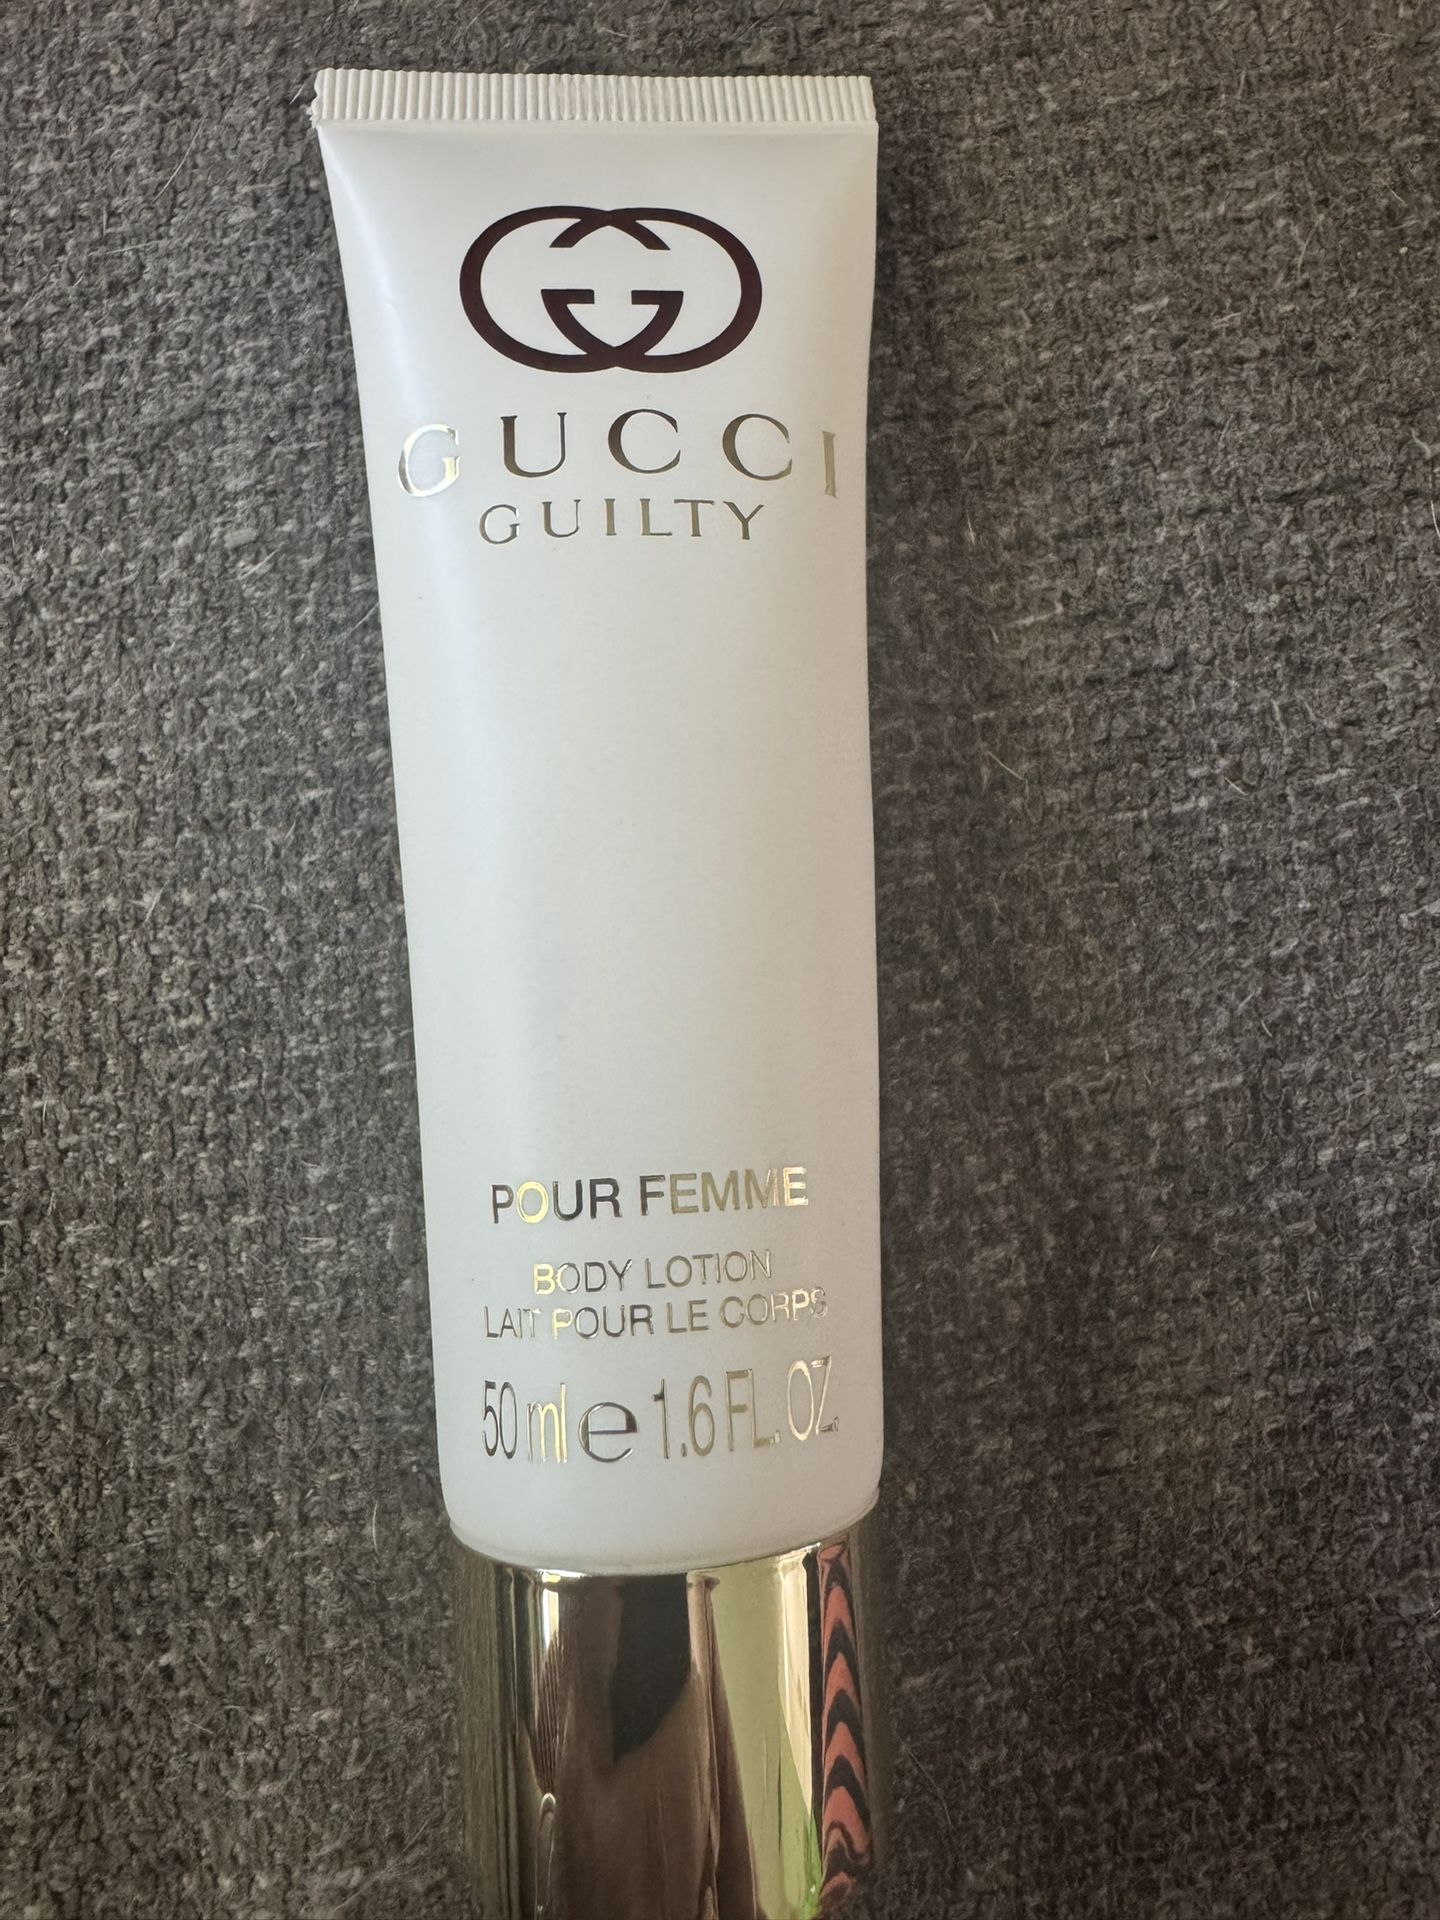 GUCCI
GUILTY
POUR FEMME
BODY LOTION
LAIT POUR LE CORPS
50 ml e 1.6 FL. OZ.